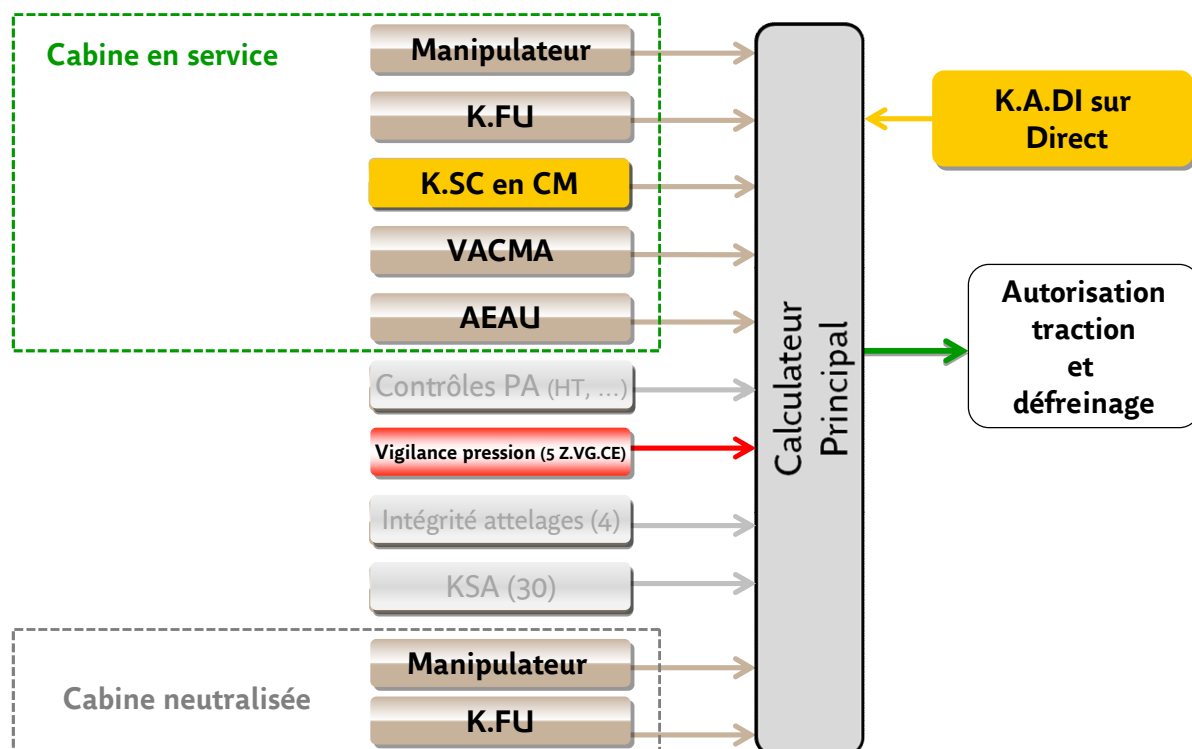 Cabine en service
Manipulateur
K.FU
K.SC en CM
VACMA
AEAU
Contrôles PA (HT, ...)
Vigilance pression (5 Z.VG.CE)
Intégrité attelages (4)
KSA (30)
Cabine neutralisée
Manipulateur
K.FU
Calculateur
Principal
K.A.DI sur
Direct
Autorisation
traction
et
défreinage